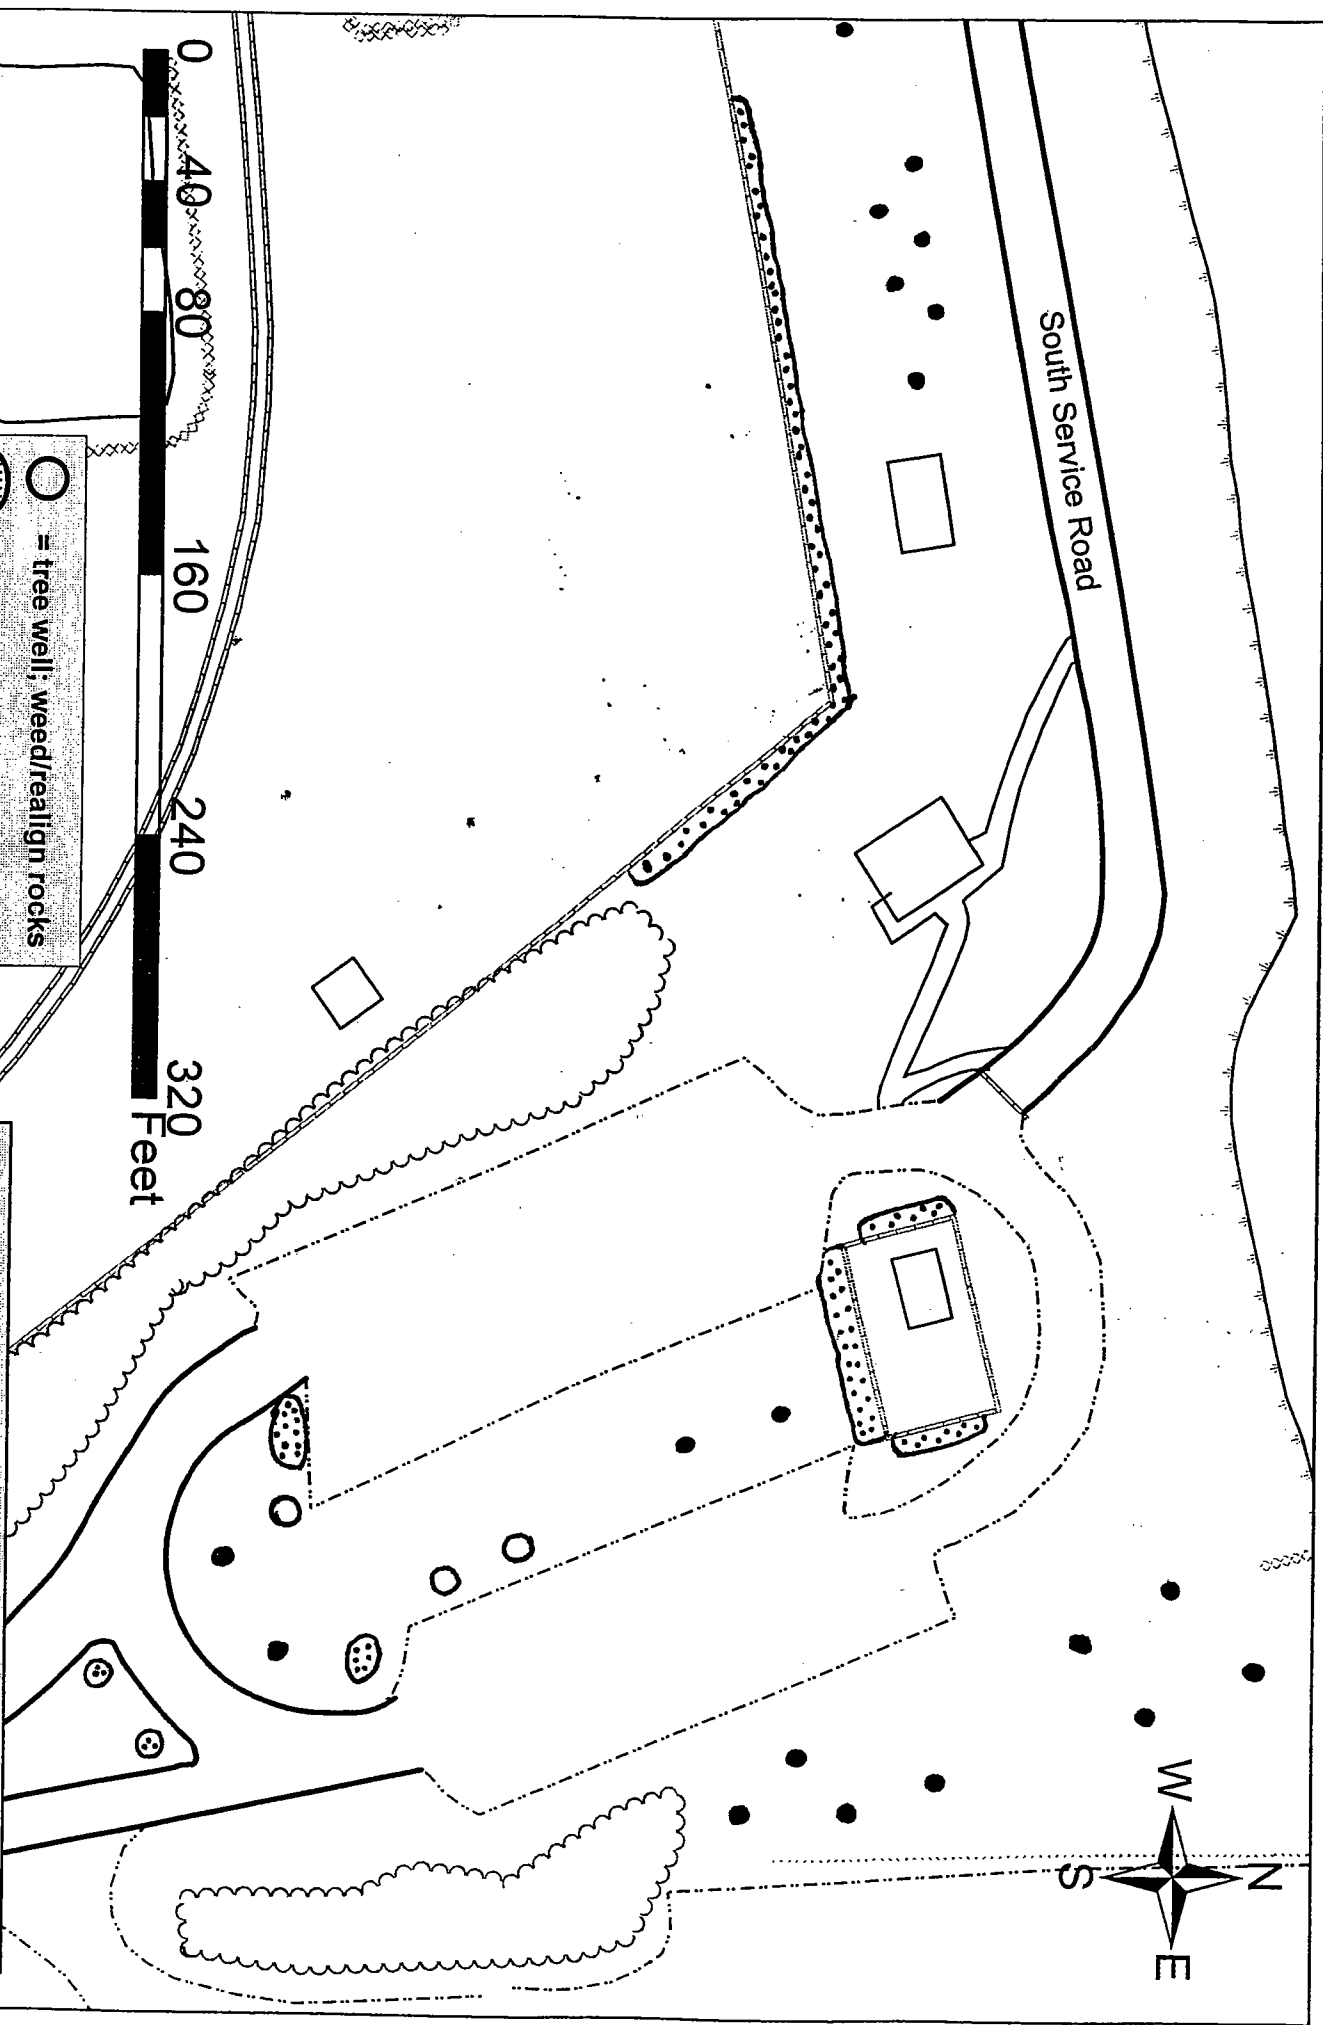 South Service Road
W
N
S
E
0
40
80
160
240
320
Feet
= tree well; weed/realign rocks